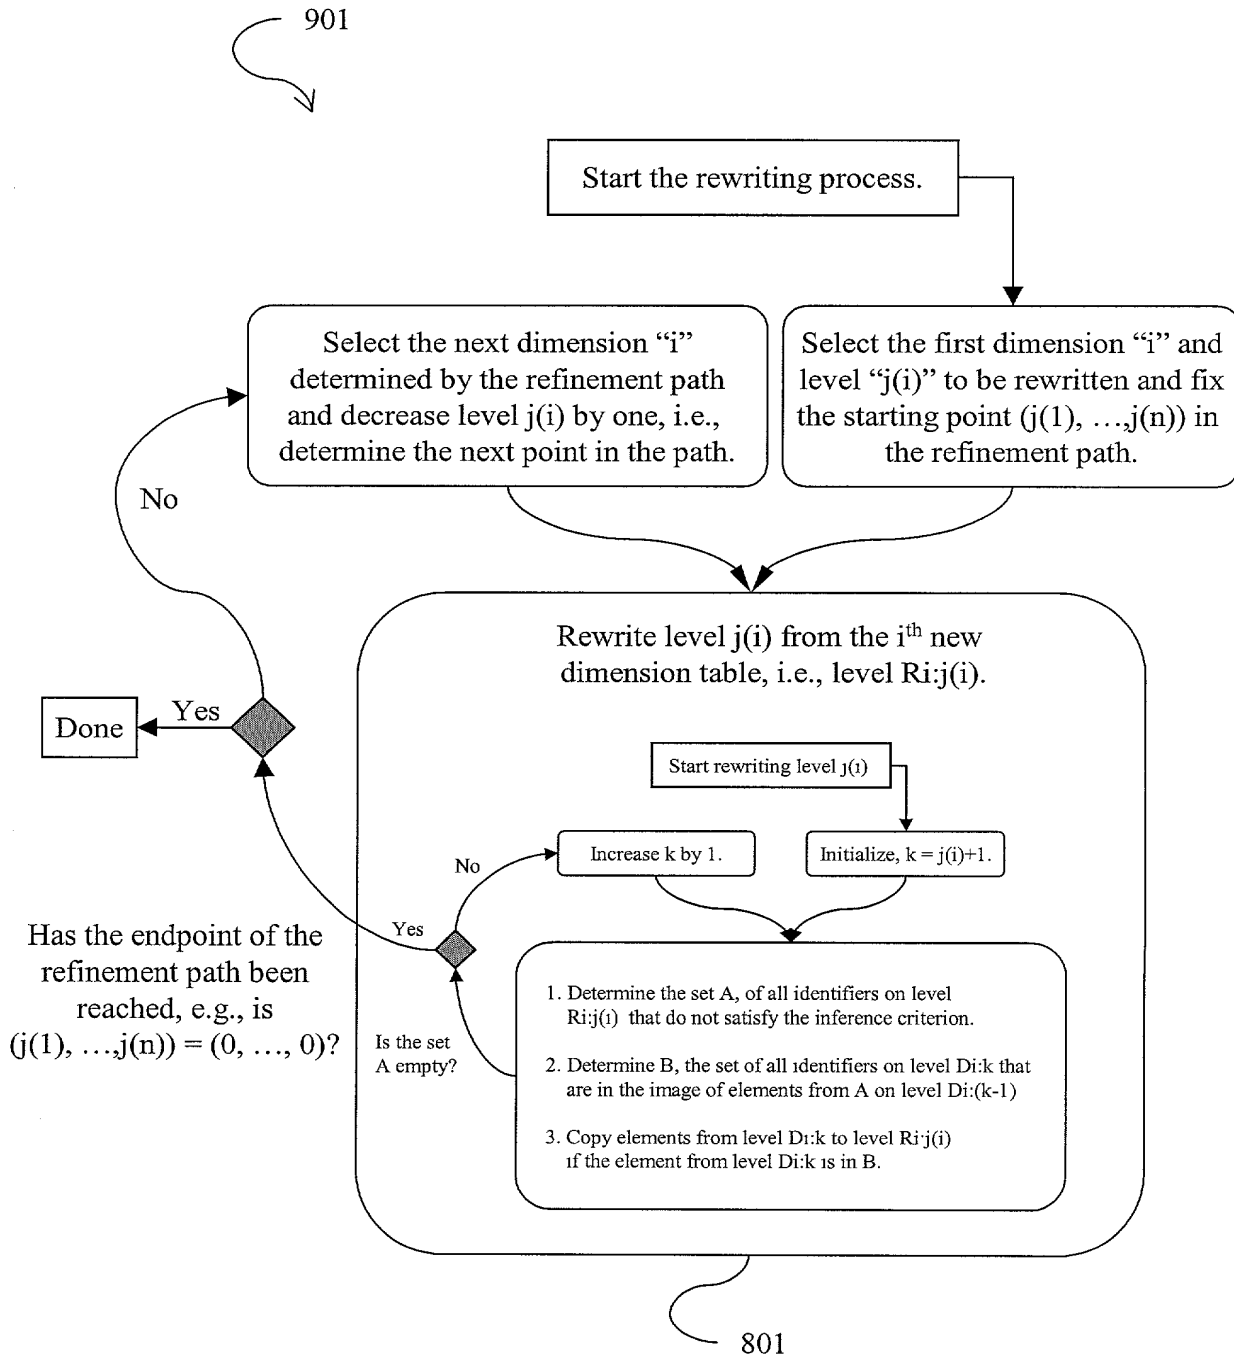 901
Start the rewriting process.
Select the next dimension “i”
determined by the refinement path
and decrease level j(i) by one, i.e.,
determine the next point in the path.
Select the first dimension “i” and
level “j(i)” to be rewritten and fix
the starting point (j(1), …,j(n)) in
the refinement path.
No
Rewrite level j(i) from the ith new
dimension table, i.e., level Ri:j(i).
Done
Yes
Start rewriting level j(i)
No
Increase k by 1.
Initialize, k = j(i)+1.
Yes
Has the endpoint of the
refinement path been
reached, e.g., is
(j(1), …,j(n)) = (0, …, 0)?
Is the set
A empty?
1. Determine the set A, of all identifiers on level
Ri:j(i) that do not satisfy the inference criterion.
2. Determine B, the set of all identifiers on level Di:k that
are in the image of elements from A on level Di:(k-1)
3. Copy elements from level Di:k to level Ri:j(i)
if the element from level Di:k is in B.
801